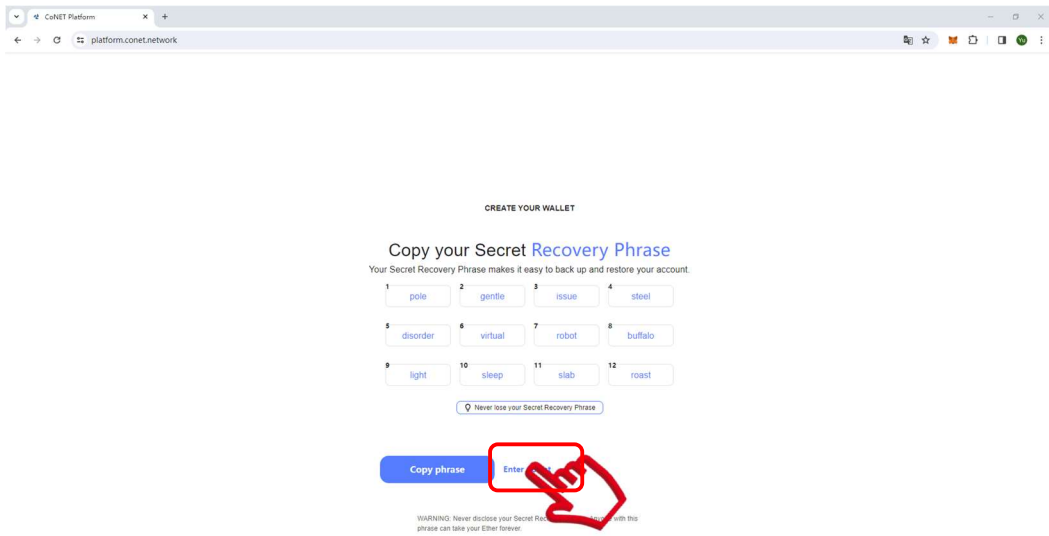 CoNET Platform
platform.conet.network
Yu
CREATE YOUR WALLET
Copy your Secret Recovery Phrase
Your Secret Recovery Phrase makes it easy to back up and restore your account.
1 pole 2 gentle 3 issue 4 steel
5 disorder 6 virtual 7 robot 8 buffalo
9 light 10 sleep 11 slab 12 roast
Never lose your Secret Recovery Phrase
Copy phrase Enter
WARNING: Never disclose your Secret with this
phrase can take your Ether forever.